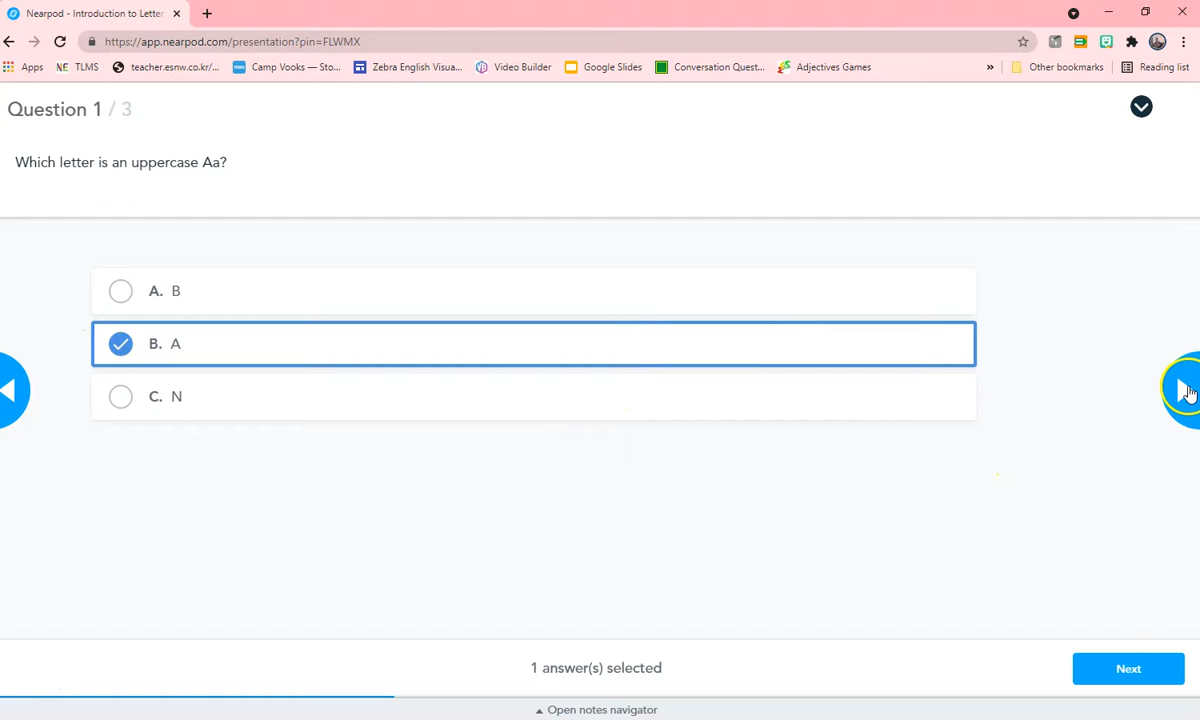 Nearpod - Introduction to Letter
https://app.nearpod.com/presentation?pin=FLWMX
Apps NE TLMS teacher.esnw.co.kr/... Camp Vooks — Sto... Zebra English Visua... Video Builder Google Slides Conversation Quest... Adjectives Games » Other bookmarks Reading list
Question 1 / 3
Which letter is an uppercase Aa?
A. B
B. A
C. N
1 answer(s) selected
Next
Open notes navigator